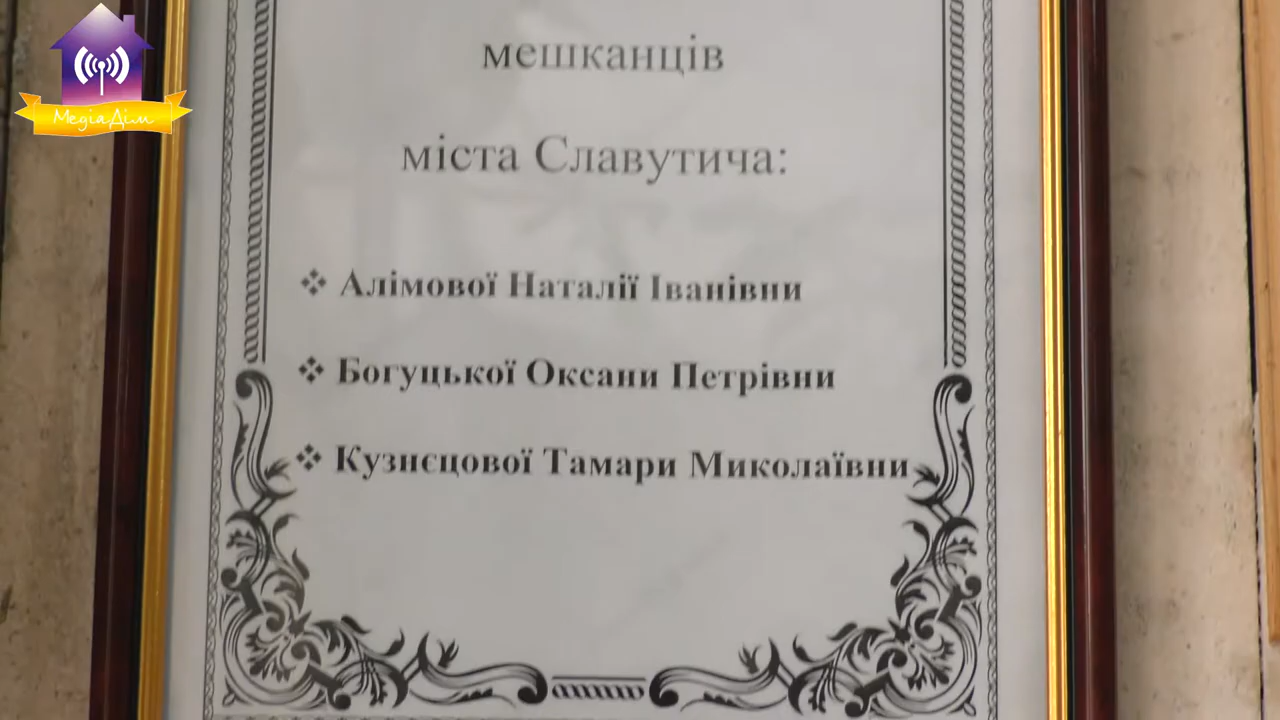 МедіаДім
мешканців
міста Славутича:
❖ Алімової Наталії Іванівни
❖ Богуцької Оксани Петрівни
❖ Кузнєцової Тамари Миколаївни